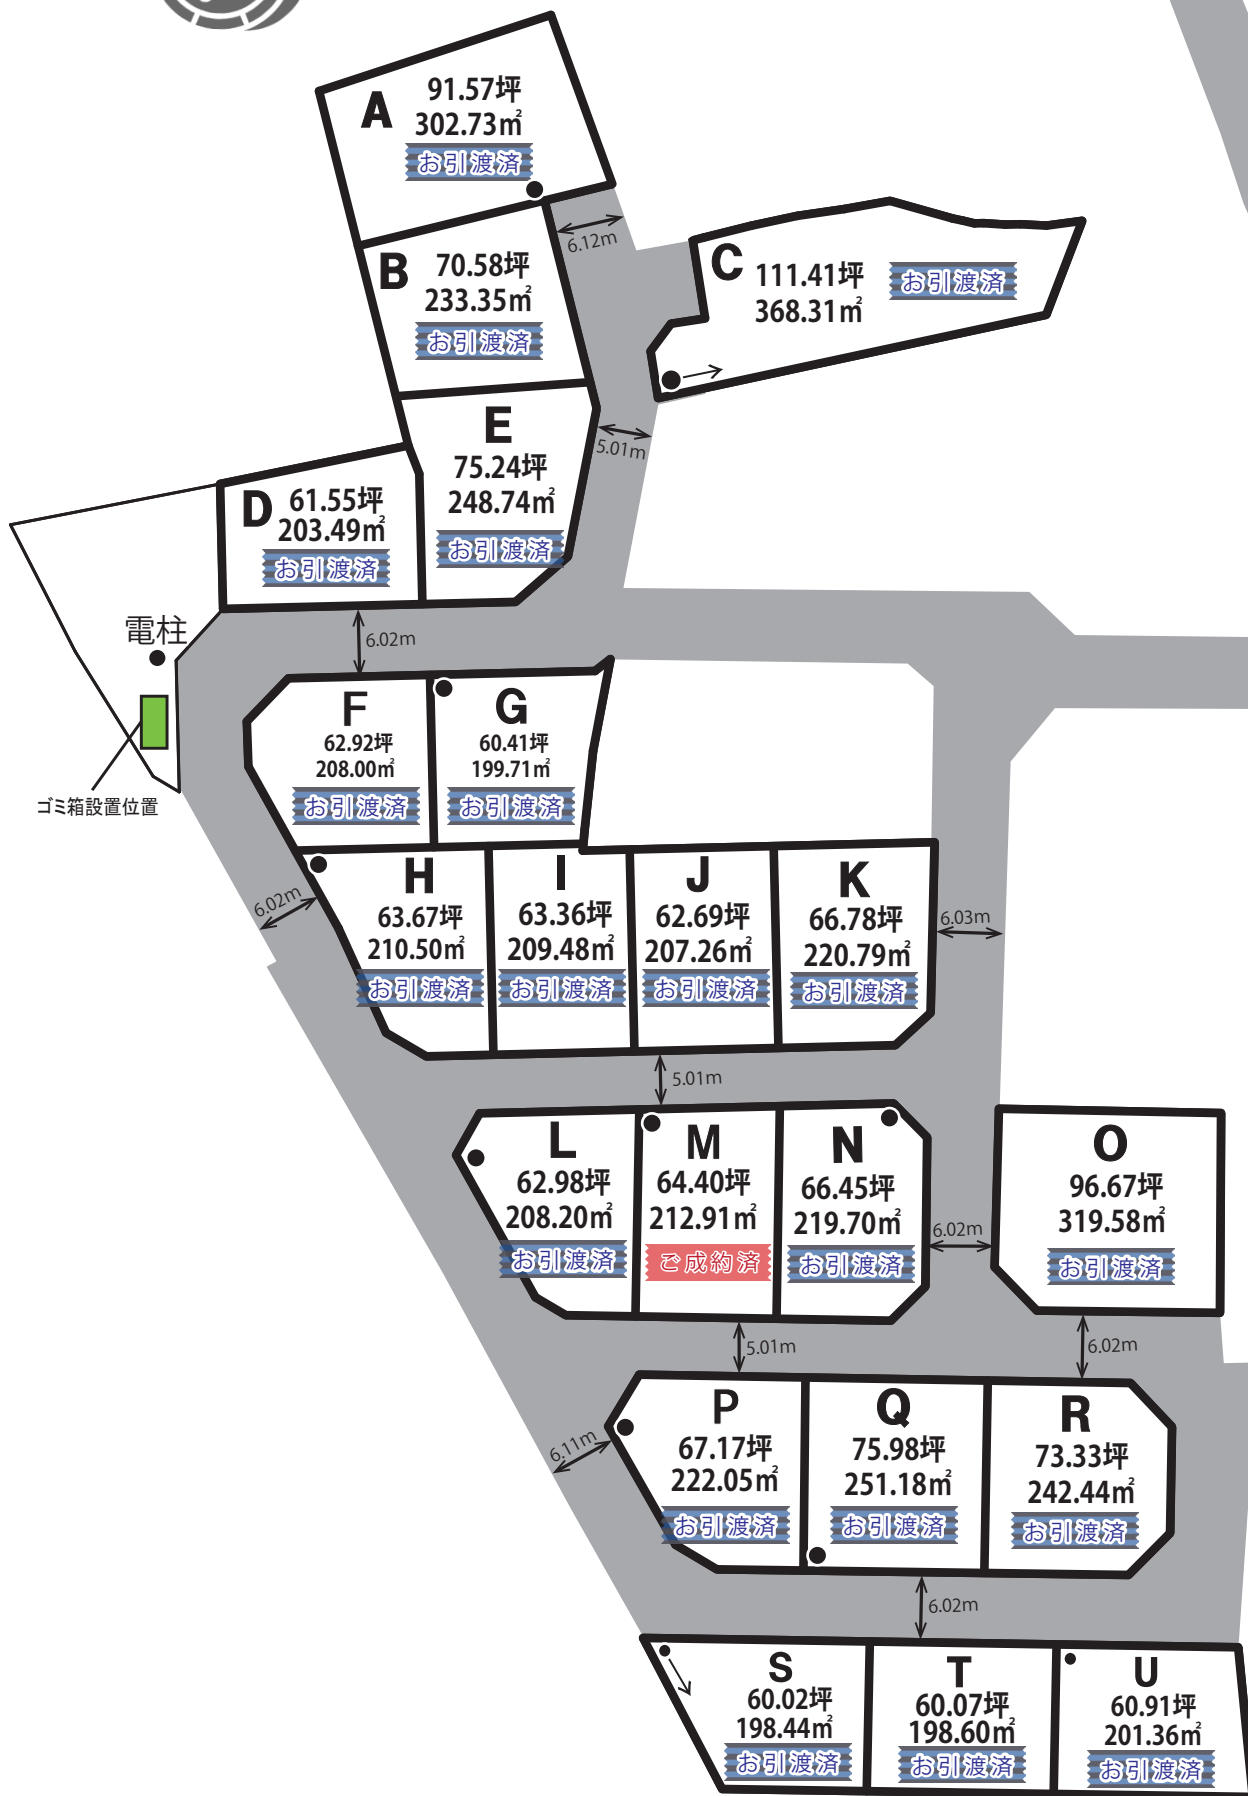 A
91.57坪
302.73㎡
お引渡済
6.12m
B
70.58坪
233.35㎡
お引渡済
C
111.41坪
368.31㎡
お引渡済
E
75.24坪
248.74㎡
お引渡済
5.01m
D
61.55坪
203.49㎡
お引渡済
電柱
6.02m
ゴミ箱設置位置
F
62.92坪
208.00㎡
お引渡済
G
60.41坪
199.71㎡
お引渡済
6.02m
H
63.67坪
210.50㎡
お引渡済
I
63.36坪
209.48㎡
お引渡済
J
62.69坪
207.26㎡
お引渡済
K
66.78坪
220.79㎡
お引渡済
6.03m
5.01m
L
62.98坪
208.20㎡
お引渡済
M
64.40坪
212.91㎡
ご成約済
N
66.45坪
219.70㎡
お引渡済
6.02m
O
96.67坪
319.58㎡
お引渡済
5.01m
6.02m
6.11m
P
67.17坪
222.05㎡
お引渡済
Q
75.98坪
251.18㎡
お引渡済
R
73.33坪
242.44㎡
お引渡済
6.02m
S
60.02坪
198.44㎡
お引渡済
T
60.07坪
198.60㎡
お引渡済
U
60.91坪
201.36㎡
お引渡済